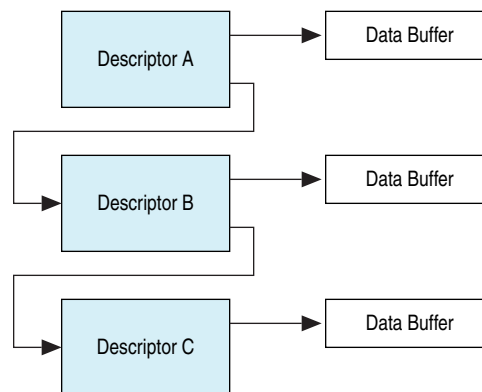 Descriptor A
Data Buffer
Descriptor B
Data Buffer
Descriptor C
Data Buffer